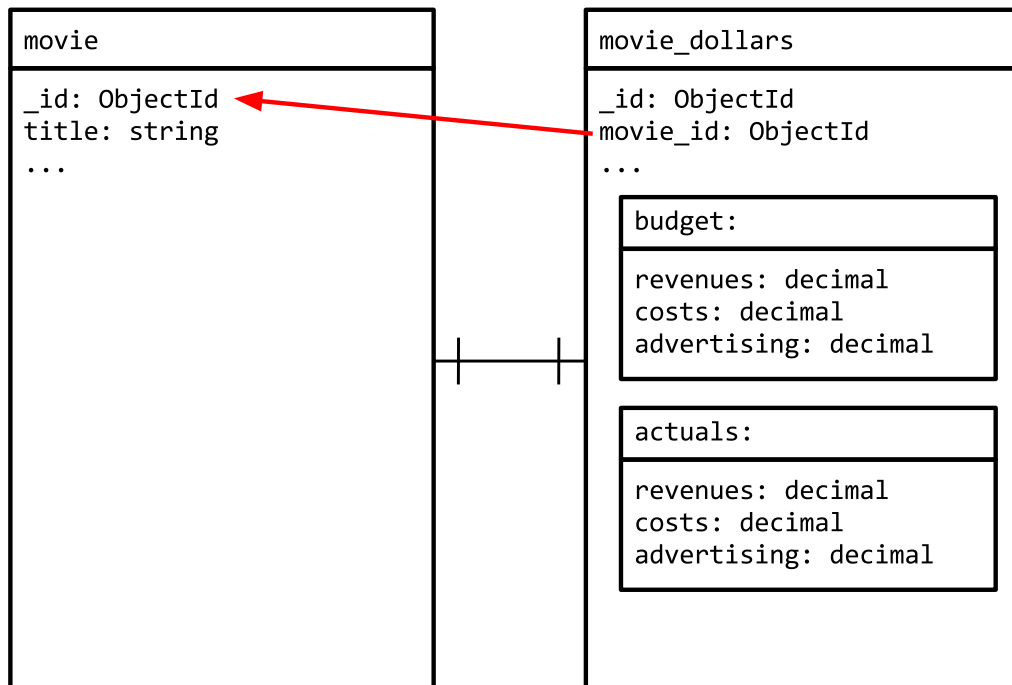 movie
_id: ObjectId
title: string
...
movie_dollars
_id: ObjectId
movie_id: ObjectId
...
budget:
revenues: decimal
costs: decimal
advertising: decimal
actuals:
revenues: decimal
costs: decimal
advertising: decimal